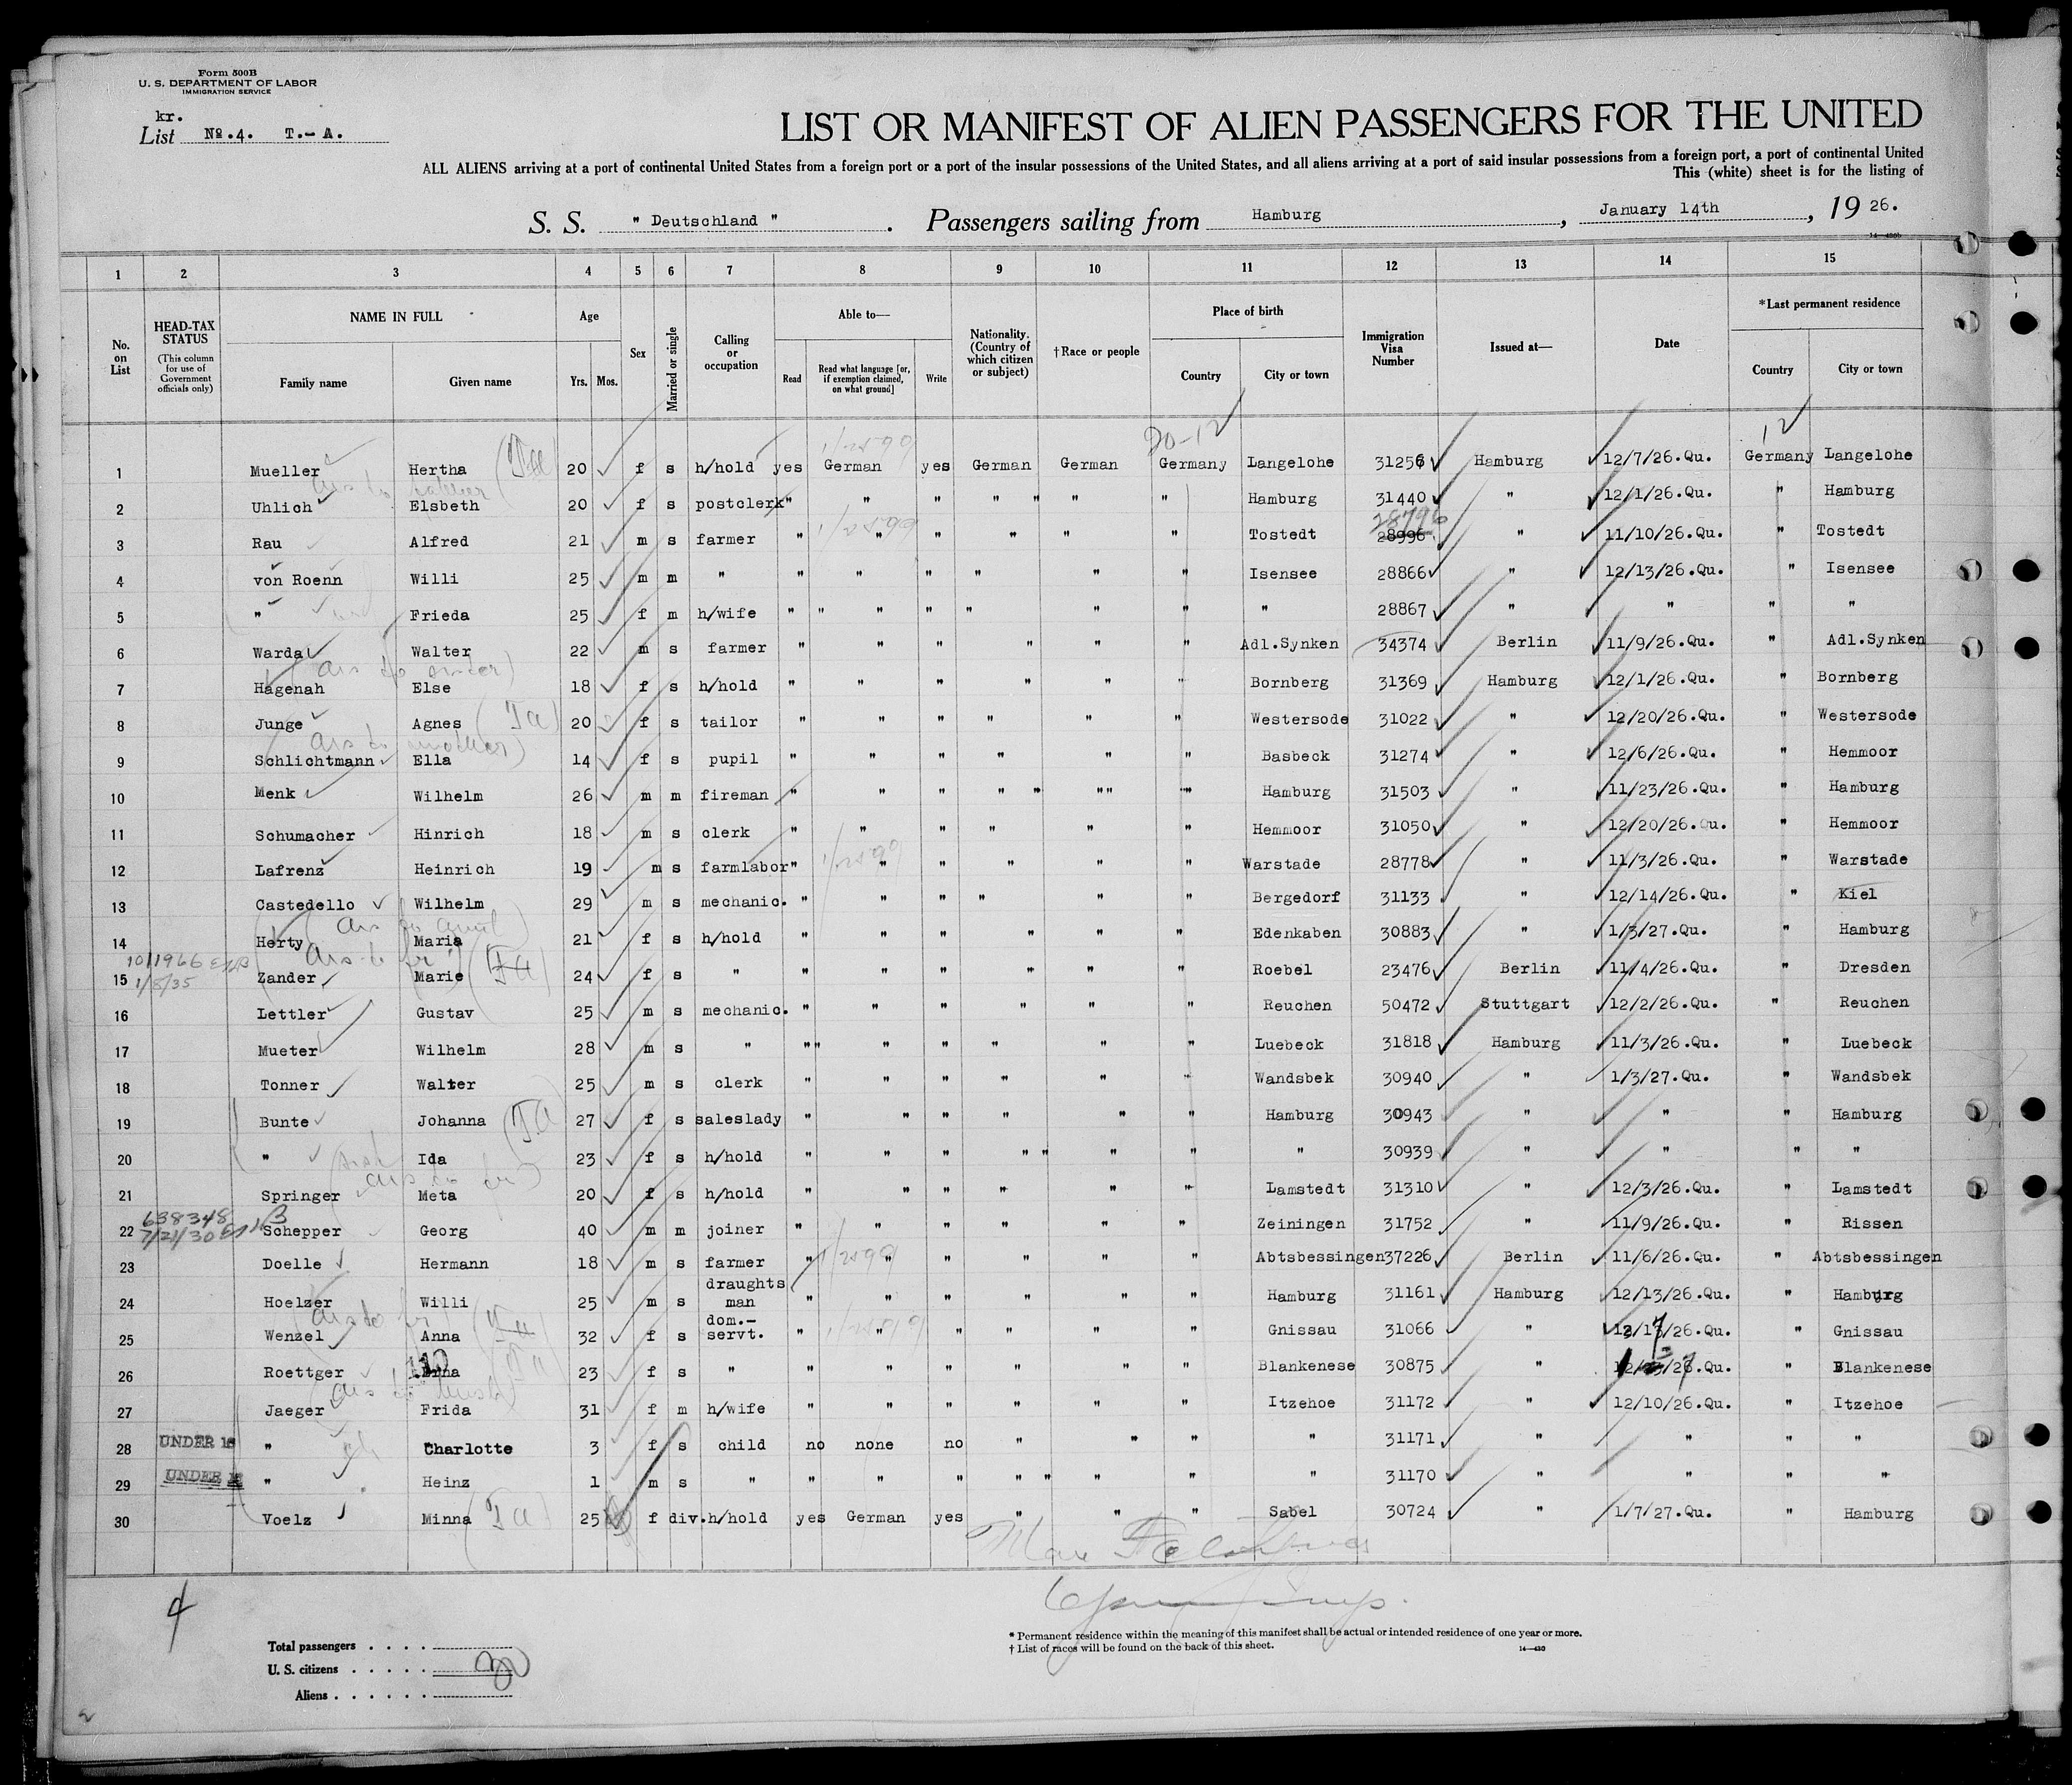 Form 500B
U. S. DEPARTMENT OF LABOR
IMMIGRATION SERVICE
kr.
List No.4. T.-A.
LIST OR MANIFEST OF ALIEN PASSENGERS FOR THE UNITED
ALL ALIENS arriving at a port of continental United States from a foreign port or a port of the insular possessions of the United States, and all aliens arriving at a port of said insular possessions from a foreign port, a port of continental United
This (white) sheet is for the listing of
S. S. " Deutschland " . Passengers sailing from Hamburg , January 14th , 19 26.
14—430b
1 2 3 4 5 6 7 8 9 10 11 12 13 14 15
No. on List
HEAD-TAX STATUS (This column for use of Government officials only)
NAME IN FULL
Family name Given name
Age
Yrs. Mos.
Sex
Married or single
Calling or occupation
Able to—
Read Read what language [or, if exemption claimed, on what ground] Write
Nationality. (Country of which citizen or subject)
†Race or people
Place of birth
Country City or town
Immigration Visa Number
Issued at—
Date
*Last permanent residence
Country City or town
20-12 12
1 Mueller Hertha 20 f s h/hold yes German yes German German Germany Langelohe 31256 Hamburg 12/7/26.Qu. Germany Langelohe
2 Uhlich Elsbeth 20 f s postclerk " " " " " " " Hamburg 31440 " 12/1/26.Qu. " Hamburg
28796
3 Rau Alfred 21 m s farmer " " " " " " Tostedt 28996 " 11/10/26.Qu. " Tostedt
4 von Roenn Willi 25 m m " " " " " " " Isensee 28866 " 12/13/26.Qu. " Isensee
5 " Frieda 25 f m h/wife " " " " " " " " 28867 " " " "
6 Warda Walter 22 m s farmer " " " " " " Adl.Synken 34374 Berlin 11/9/26.Qu. " Adl.Synken
7 Hagenah Else 18 f s h/hold " " " " " " Bornberg 31369 Hamburg 12/1/26.Qu. " Bornberg
8 Junge Agnes 20 f s tailor " " " " " " Westersode 31022 " 12/20/26.Qu. " Westersode
9 Schlichtmann Ella 14 f s pupil " " " " " " Basbeck 31274 " 12/6/26.Qu. " Hemmoor
10 Menk Wilhelm 26 m m fireman " " " " " "" " Hamburg 31503 " 11/23/26.Qu. " Hamburg
11 Schumacher Hinrich 18 m s clerk " " " " " " Hemmoor 31050 " 12/20/26.Qu. " Hemmoor
12 Lafrenz Heinrich 19 m s farmlabor " " " " " " Warstade 28778 " 11/3/26.Qu. " Warstade
13 Castedello Wilhelm 29 m s mechanic. " " " " " " Bergedorf 31133 " 12/14/26.Qu. " Kiel
14 Herty Maria 21 f s h/hold " " " " " " Edenkaben 30883 " 1/3/27.Qu. " Hamburg
15 1/8/35 Zander Marie 24 f s " " " " " " " Roebel 23476 Berlin 11/4/26.Qu. " Dresden
16 Lettler Gustav 25 m s mechanic. " " " " " " Reuchen 50472 Stuttgart 12/2/26.Qu. " Reuchen
17 Mueter Wilhelm 28 m s " "" " " " " " Luebeck 31818 Hamburg 11/3/26.Qu. " Luebeck
18 Tonner Walter 25 m s clerk " " " " " " Wandsbek 30940 " 1/3/27.Qu. " Wandsbek
19 Bunte Johanna 27 f s saleslady " " " " " " Hamburg 30943 " " " Hamburg
20 " Ida 23 f s h/hold " " " " " " " " 30939 " " " "
21 Springer Meta 20 f s h/hold " " " " " " Lamstedt 31310 " 12/3/26.Qu. " Lamstedt
638348
22 7/21/30 Schepper Georg 40 m m joiner " " " " " " Zeiningen 31752 " 11/9/26.Qu. " Rissen
23 Doelle Hermann 18 m s farmer " " " " " " Abtsbessingen 37226 Berlin 11/6/26.Qu. " Abtsbessingen
24 Hoelzer Willi 25 m s draughts man " " " " " " Hamburg 31161 Hamburg 12/13/26.Qu. " Hamburg
25 Wenzel Anna 32 f s dom.- servt. " " " " " " Gnissau 31066 " 12/13/26.Qu. " Gnissau
26 Roettger 23 f s " " " " " " " Blankenese 30875 " " Blankenese
27 Jaeger Frida 31 f m h/wife " " " " " " Itzehoe 31172 " 12/10/26.Qu. " Itzehoe
28 UNDER 16 " Charlotte 3 f s child no none no " " " " 31171 " " " "
29 UNDER " Heinz 1 m s " " " " " " " " " 31170 " " " "
30 Voelz Minna 25 f div. h/hold yes German yes " " " Sabel 30724 " 1/7/27.Qu. " Hamburg
4
Total passengers . . . .
U. S. citizens . . . . . 30
Aliens . . . . . .
* Permanent residence within the meaning of this manifest shall be actual or intended residence of one year or more.
† List of races will be found on the back of this sheet.
14—430